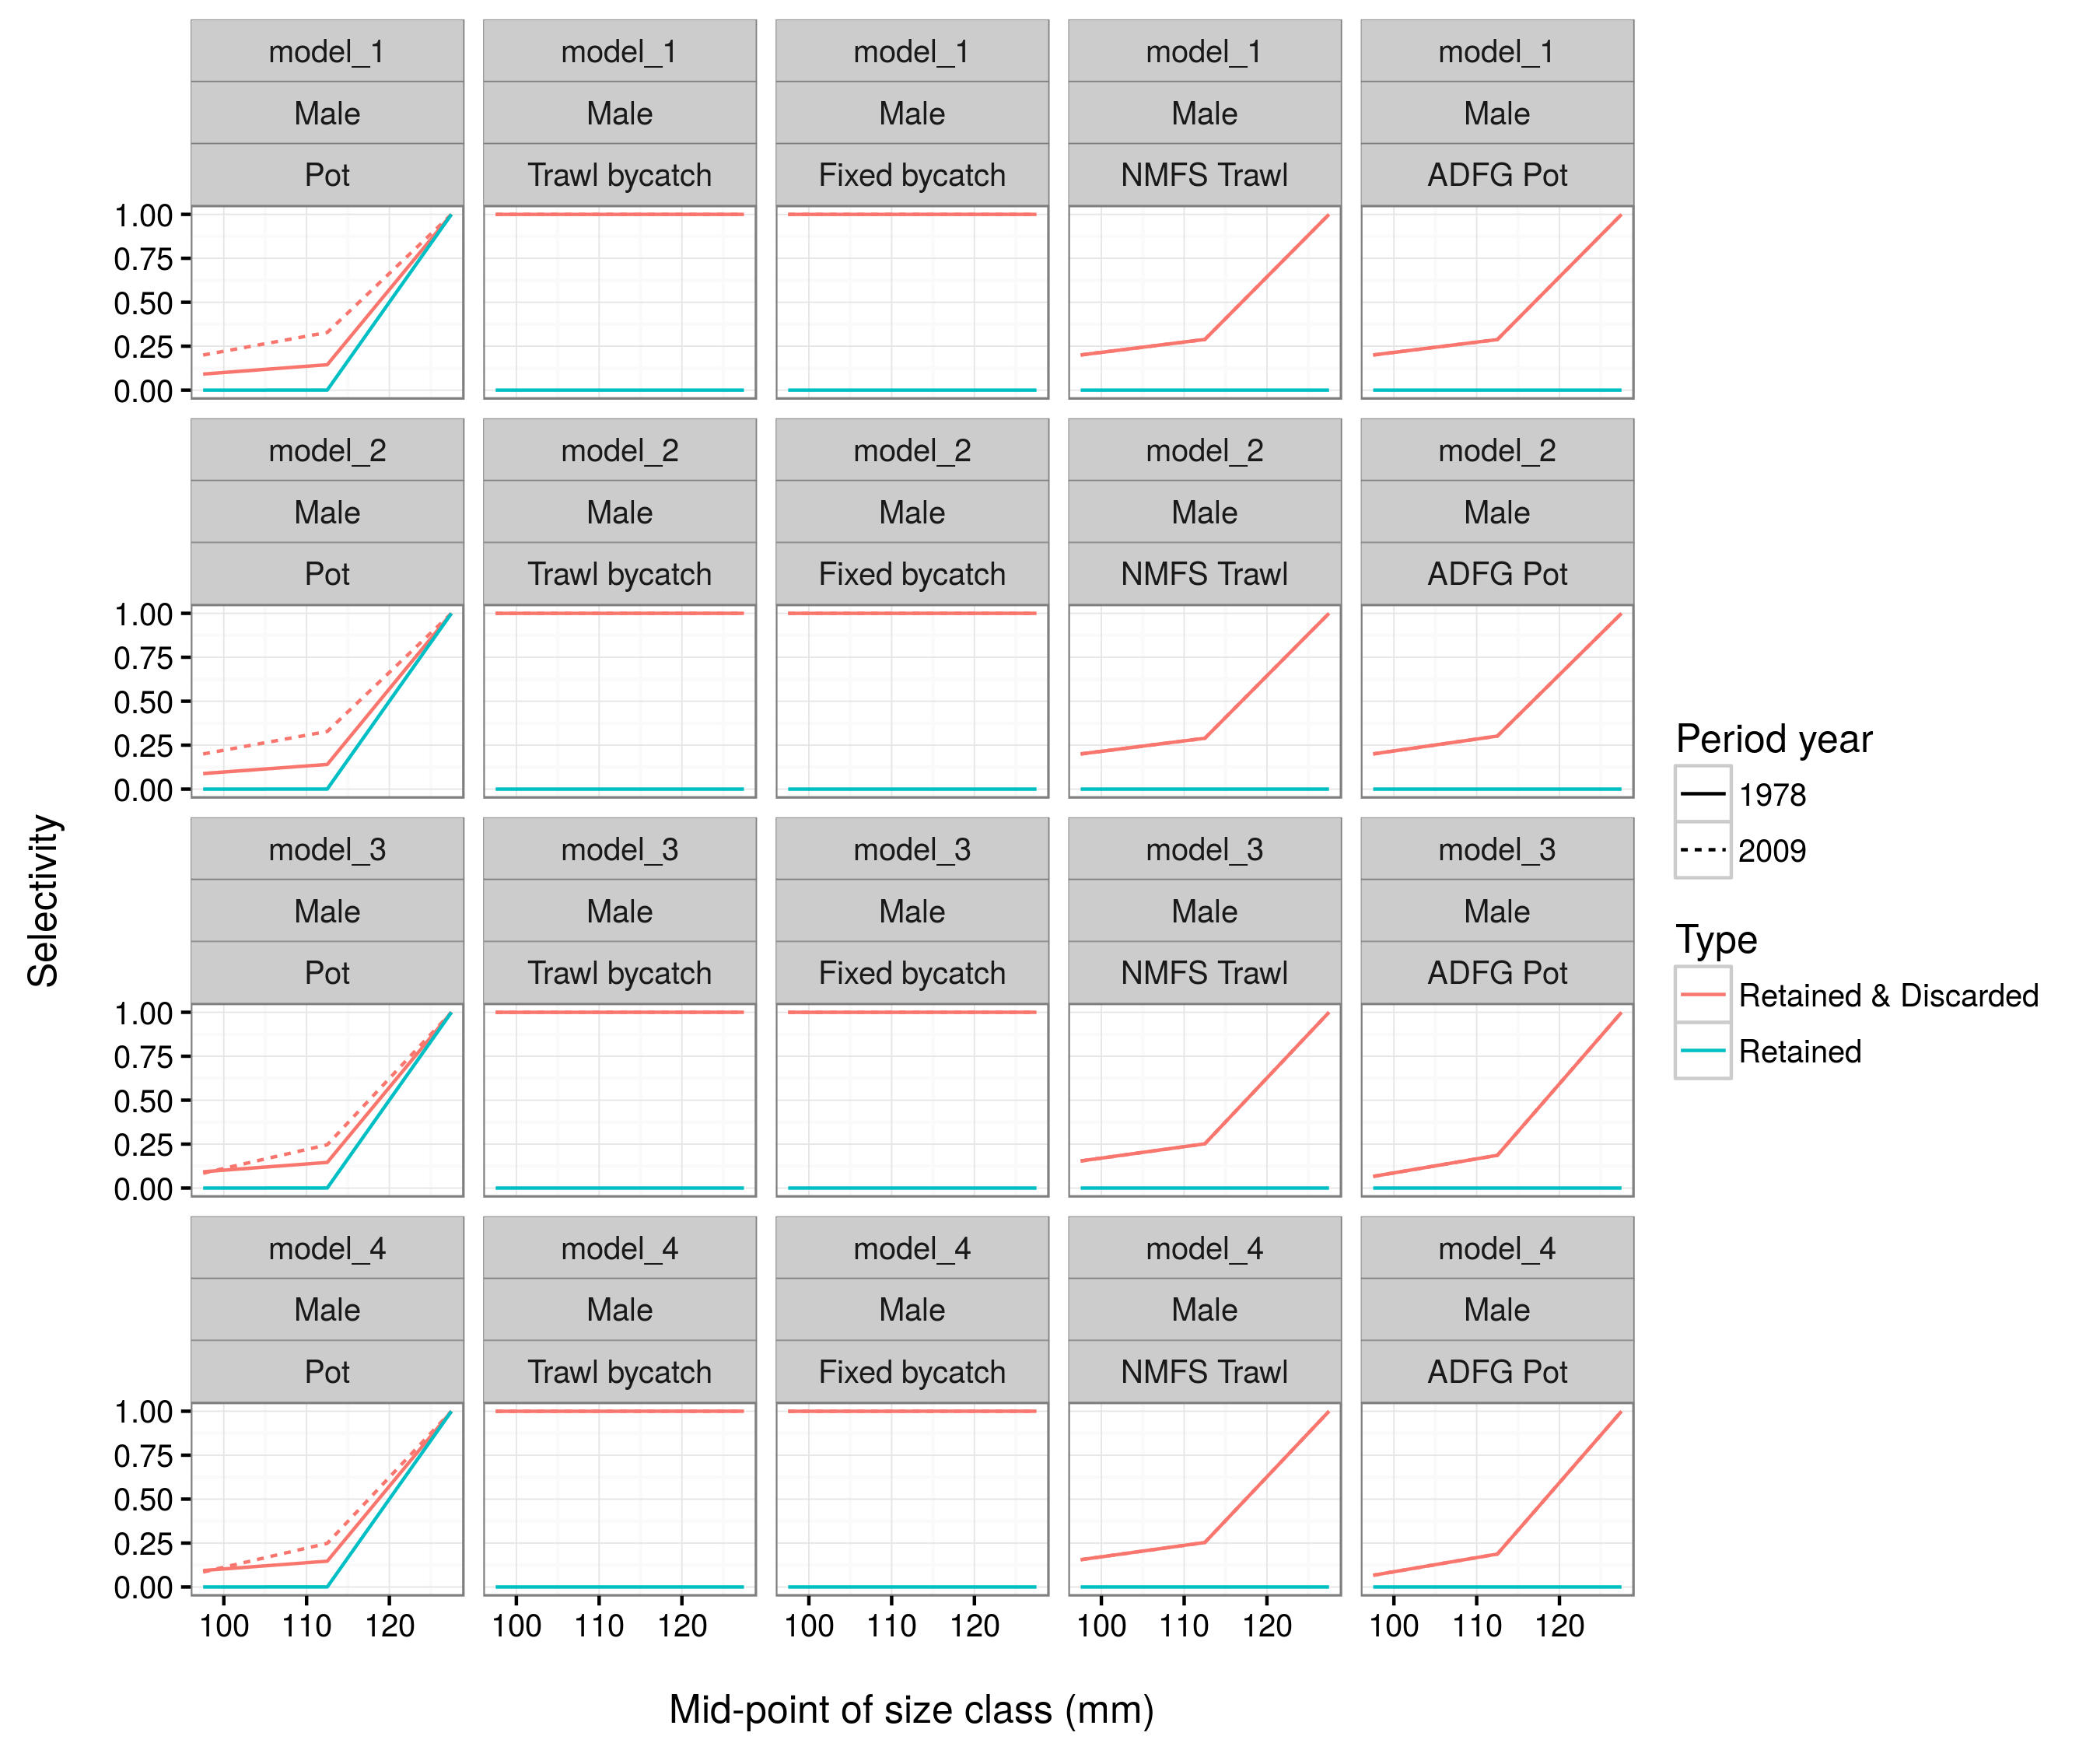 model_1 model_1 model_1 model_1 model_1
Male Male Male Male Male
Pot Trawl bycatch Fixed bycatch NMFS Trawl ADFG Pot
1.00
0.75
0.50
0.25
0.00
model_2 model_2 model_2 model_2 model_2
Male Male Male Male Male
Pot Trawl bycatch Fixed bycatch NMFS Trawl ADFG Pot
1.00
0.75
0.50
0.25
0.00
model_3 model_3 model_3 model_3 model_3
Male Male Male Male Male
Pot Trawl bycatch Fixed bycatch NMFS Trawl ADFG Pot
1.00
0.75
0.50
0.25
0.00
model_4 model_4 model_4 model_4 model_4
Male Male Male Male Male
Pot Trawl bycatch Fixed bycatch NMFS Trawl ADFG Pot
1.00
0.75
0.50
0.25
0.00
100 110 120 100 110 120 100 110 120 100 110 120 100 110 120
Mid-point of size class (mm)
Selectivity
Period year
1978
2009
Type
Retained & Discarded
Retained